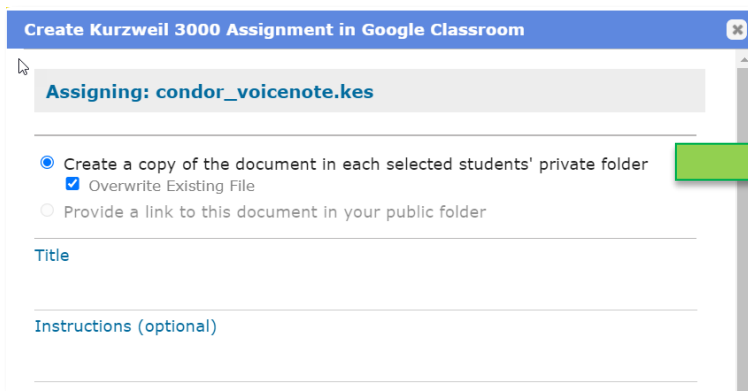 Create Kurzweil 3000 Assignment in Google Classroom
Assigning: condor_voicenote.kes
Create a copy of the document in each selected students' private folder
Overwrite Existing File
Provide a link to this document in your public folder
Title
Instructions (optional)